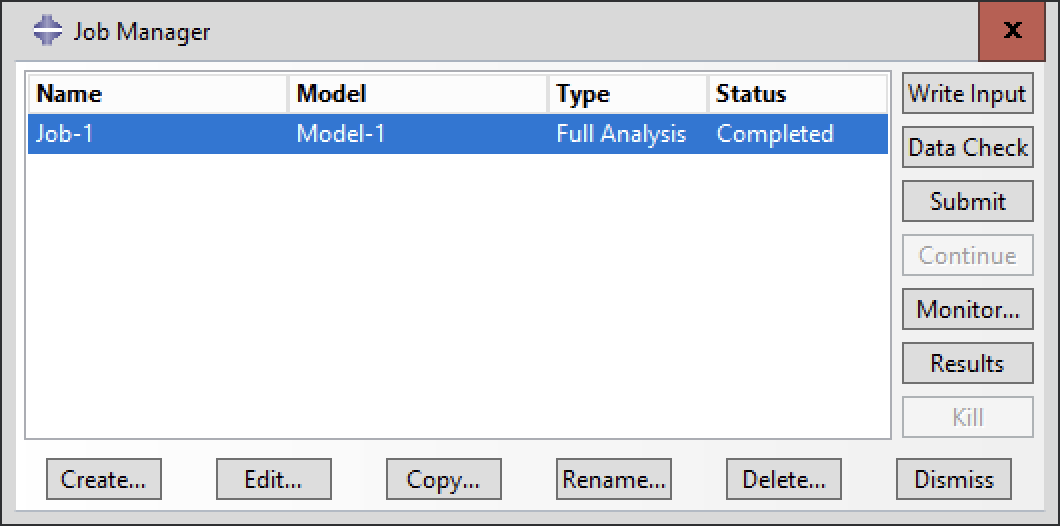 Job Manager x
Name Model Type Status
Job-1 Model-1 Full Analysis Completed
Write Input
Data Check
Submit
Continue
Monitor...
Results
Kill
Create... Edit... Copy... Rename... Delete... Dismiss